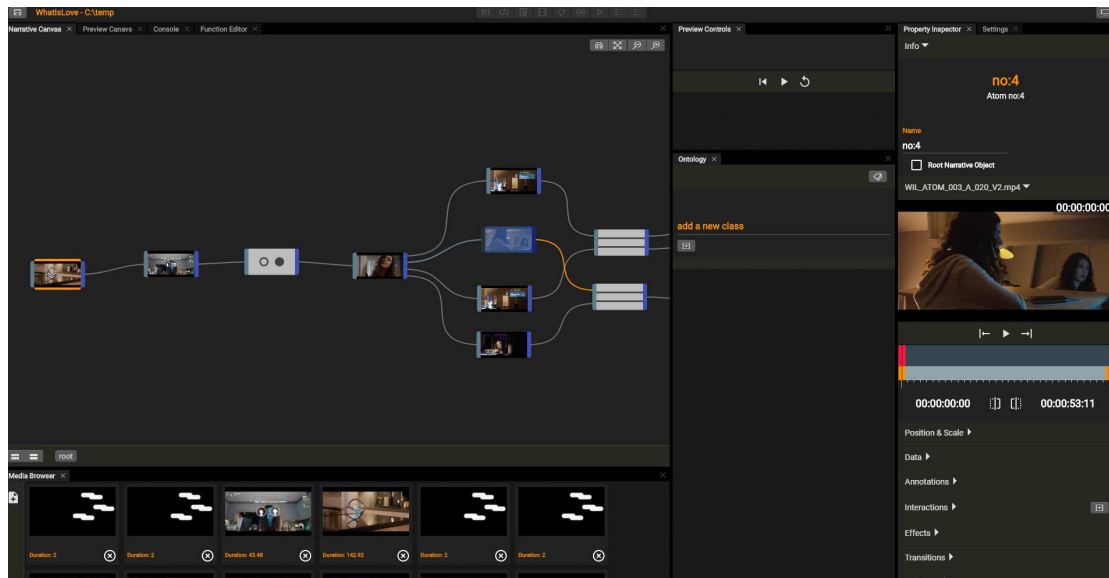 WhatIsLove - C:\temp
Narrative Canvas × Preview Canavs × Console × Function Editor ×
Preview Controls ×
Property Inspector × Settings ×
Info
no:4
Atom no:4
Name
no:4
Root Narrative Object
WIL_ATOM_003_A_020_V2.mp4
00:00:00:00
Ontology ×
add a new class
00:00:00:00 00:00:53:11
Position & Scale
Data
Annotations
Interactions
Effects
Transitions
root
Media Browser ×
Duration: 2 Duration: 2 Duration: 43.48 Duration: 142.92 Duration: 2 Duration: 2